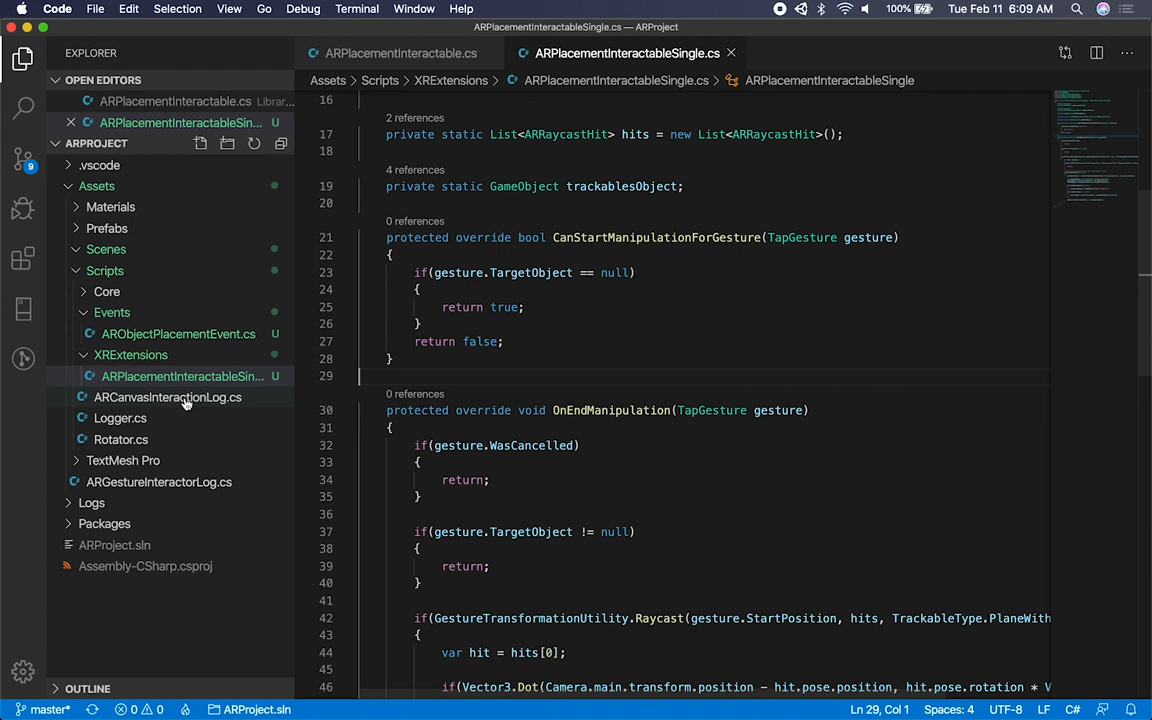 Code File Edit Selection View Go Debug Terminal Window Help 100% Tue Feb 11 6:09 AM
ARPlacementInteractableSingle.cs — ARProject
EXPLORER
OPEN EDITORS
ARPlacementInteractable.cs Librar...
ARPlacementInteractableSin... U
ARPROJECT
.vscode
Assets
Materials
Prefabs
Scenes
Scripts
Core
Events
ARObjectPlacementEvent.cs U
XRExtensions
ARPlacementInteractableSin... U
ARCanvasInteractionLog.cs
Logger.cs
Rotator.cs
TextMesh Pro
ARGestureInteractorLog.cs
Logs
Packages
ARProject.sln
Assembly-CSharp.csproj
OUTLINE
9
ARPlacementInteractable.cs ARPlacementInteractableSingle.cs
Assets > Scripts > XRExtensions > ARPlacementInteractableSingle.cs > ARPlacementInteractableSingle
16
2 references
17 private static List<ARRaycastHit> hits = new List<ARRaycastHit>();
18
4 references
19 private static GameObject trackablesObject;
20
0 references
21 protected override bool CanStartManipulationForGesture(TapGesture gesture)
22 {
23 if(gesture.TargetObject == null)
24 {
25 return true;
26 }
27 return false;
28 }
29
0 references
30 protected override void OnEndManipulation(TapGesture gesture)
31 {
32 if(gesture.WasCancelled)
33 {
34 return;
35 }
36
37 if(gesture.TargetObject != null)
38 {
39 return;
40 }
41
42 if(GestureTransformationUtility.Raycast(gesture.StartPosition, hits, TrackableType.PlaneWith
43 {
44 var hit = hits[0];
45
46 if(Vector3.Dot(Camera.main.transform.position - hit.pose.position, hit.pose.rotation * V
master* 0 0 ARProject.sln Ln 29, Col 1 Spaces: 4 UTF-8 LF C#